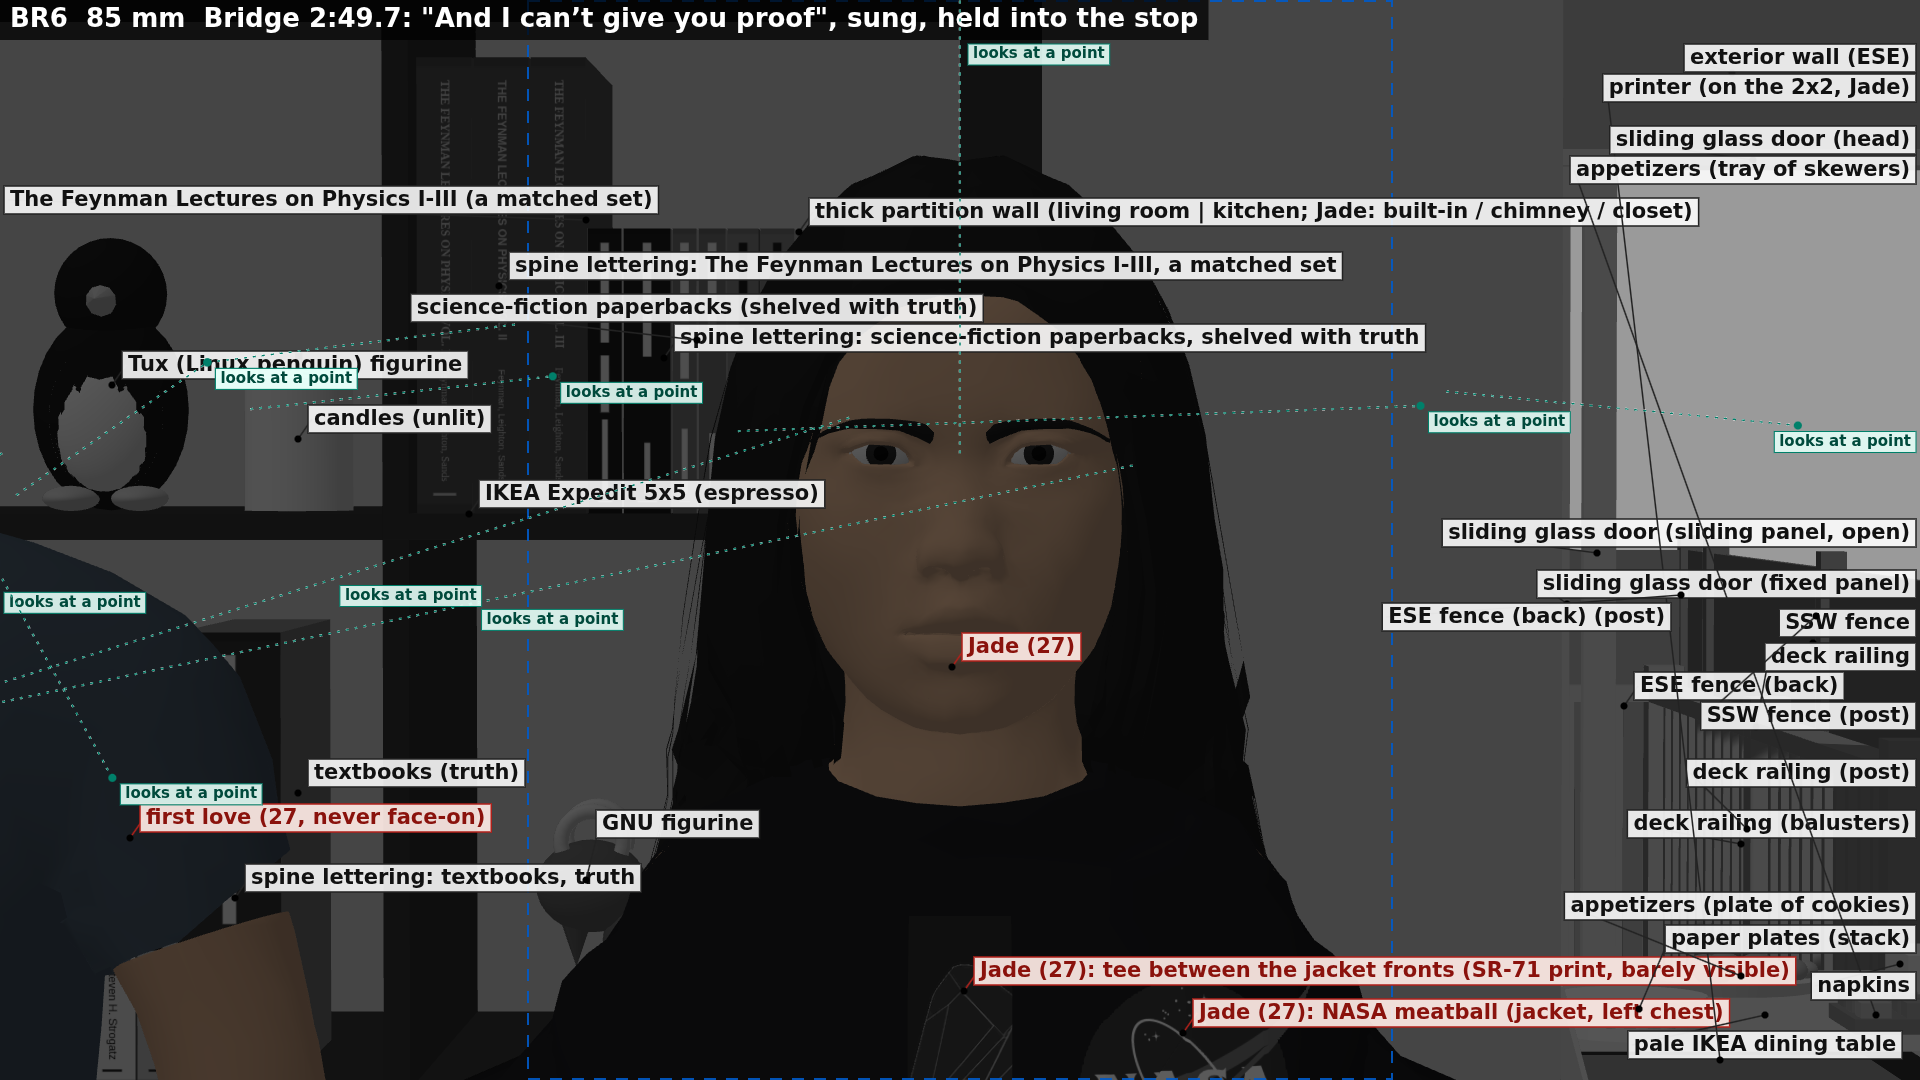 BR6 85 mm Bridge 2:49.7: "And I can’t give you proof", sung, held into the stop
looks at a point
exterior wall (ESE)
printer (on the 2x2, Jade)
sliding glass door (head)
appetizers (tray of skewers)
The Feynman Lectures on Physics I-III (a matched set)
thick partition wall (living room | kitchen; Jade: built-in / chimney / closet)
spine lettering: The Feynman Lectures on Physics I-III, a matched set
science-fiction paperbacks (shelved with truth)
spine lettering: science-fiction paperbacks, shelved with truth
Tux (Linux penguin) figurine
looks at a point
looks at a point
candles (unlit)
looks at a point
looks at a point
IKEA Expedit 5x5 (espresso)
sliding glass door (sliding panel, open)
sliding glass door (fixed panel)
looks at a point
looks at a point
looks at a point
ESE fence (back) (post)
SSW fence
Jade (27)
deck railing
ESE fence (back)
SSW fence (post)
textbooks (truth)
deck railing (post)
looks at a point
first love (27, never face-on)
GNU figurine
deck railing (balusters)
spine lettering: textbooks, truth
appetizers (plate of cookies)
paper plates (stack)
Jade (27): tee between the jacket fronts (SR-71 print, barely visible)
napkins
Jade (27): NASA meatball (jacket, left chest)
pale IKEA dining table
NASA